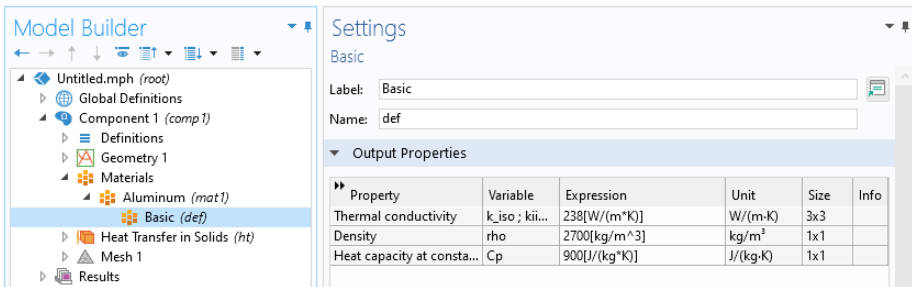 Model Builder
Untitled.mph (root)
Global Definitions
Component 1 (comp1)
Definitions
Geometry 1
Materials
Aluminum (mat1)
Basic (def)
Heat Transfer in Solids (ht)
Mesh 1
Results
Settings
Basic
Label: Basic
Name: def
Output Properties
Property Variable Expression Unit Size Info
Thermal conductivity k_iso ; kii... 238[W/(m*K)] W/(m·K) 3x3
Density rho 2700[kg/m^3] kg/m³ 1x1
Heat capacity at consta... Cp 900[J/(kg*K)] J/(kg·K) 1x1